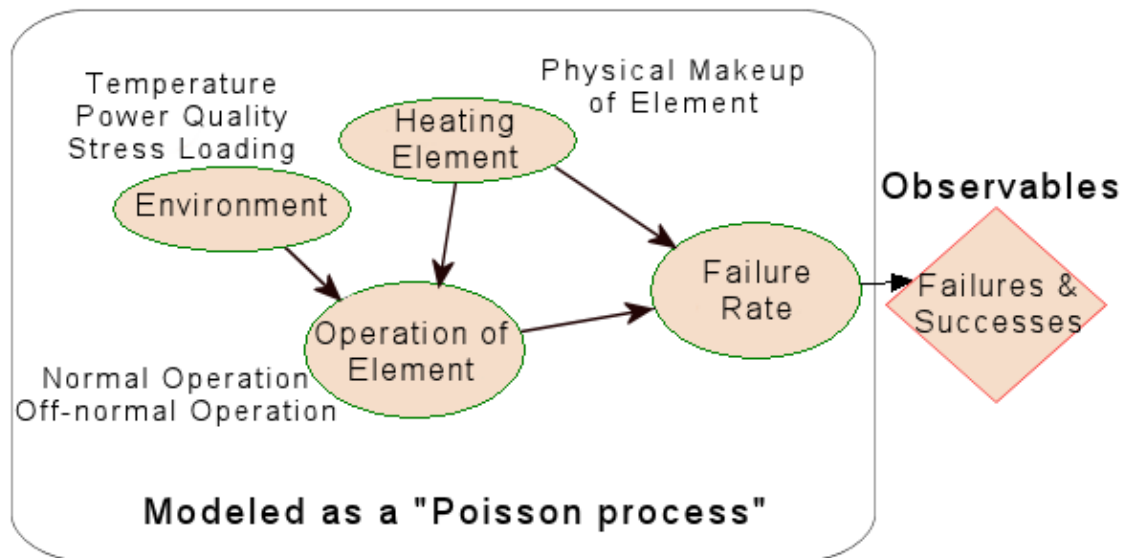 Temperature
Power Quality
Stress Loading
Environment
Heating
Element
Physical Makeup
of Element
Operation of
Element
Normal Operation
Off-normal Operation
Failure
Rate
Observables
Failures &
Successes
Modeled as a "Poisson process"